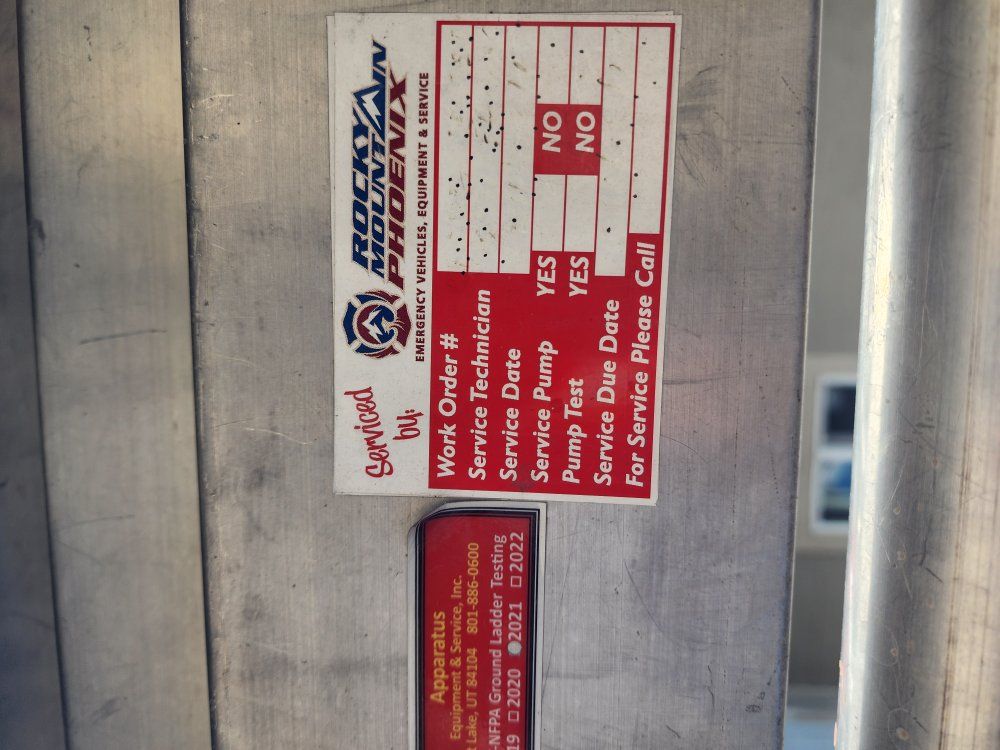 Serviced
by:
ROCKY
MOUNTAIN
PHOENIX
EMERGENCY VEHICLES, EQUIPMENT & SERVICE
Work Order #
Service Technician
Service Date
Service Pump YES NO
Pump Test YES NO
Service Due Date
For Service Please Call
Apparatus
Equipment & Service, Inc.
t Lake, UT 84104 801-886-0600
-NFPA Ground Ladder Testing
19 2020 2021 2022